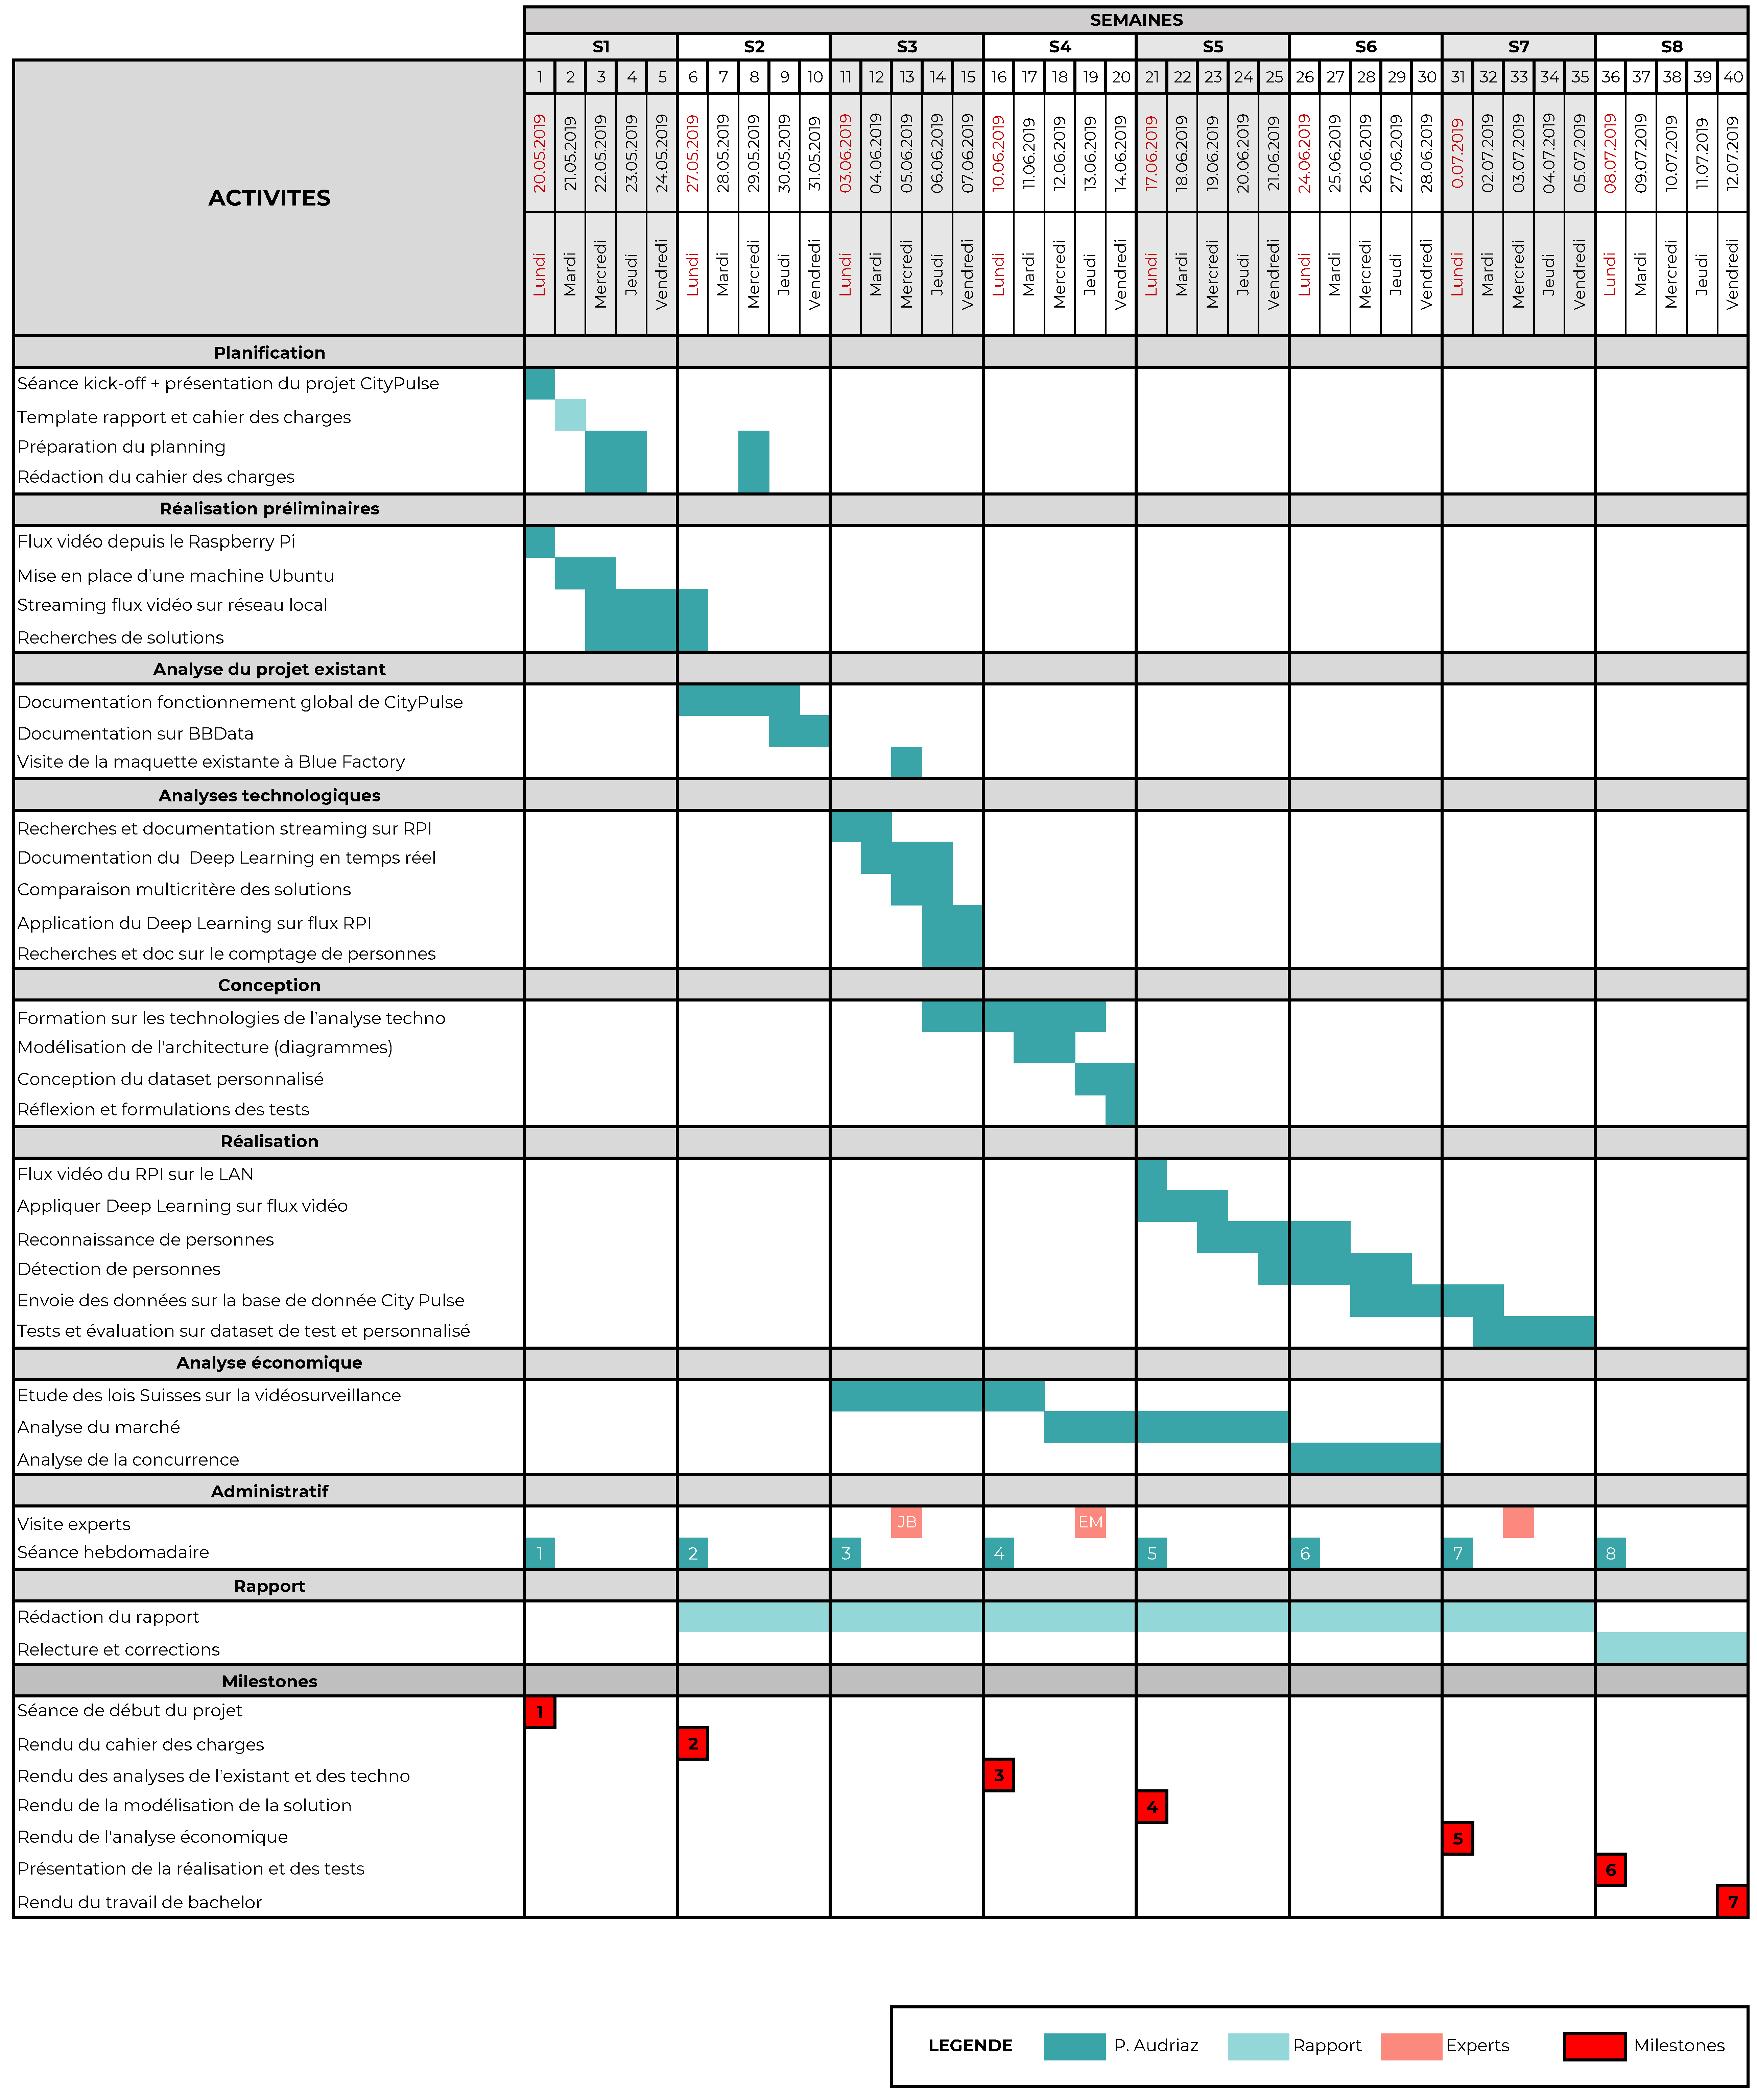 SEMAINES
S1 S2 S3 S4 S5 S6 S7 S8
1 2 3 4 5 6 7 8 9 10 11 12 13 14 15 16 17 18 19 20 21 22 23 24 25 26 27 28 29 30 31 32 33 34 35 36 37 38 39 40
ACTIVITES
20.05.2019 21.05.2019 22.05.2019 23.05.2019 24.05.2019 27.05.2019 28.05.2019 29.05.2019 30.05.2019 31.05.2019 03.06.2019 04.06.2019 05.06.2019 06.06.2019 07.06.2019 10.06.2019 11.06.2019 12.06.2019 13.06.2019 14.06.2019 17.06.2019 18.06.2019 19.06.2019 20.06.2019 21.06.2019 24.06.2019 25.06.2019 26.06.2019 27.06.2019 28.06.2019 0.07.2019 02.07.2019 03.07.2019 04.07.2019 05.07.2019 08.07.2019 09.07.2019 10.07.2019 11.07.2019 12.07.2019
Lundi Mardi Mercredi Jeudi Vendredi Lundi Mardi Mercredi Jeudi Vendredi Lundi Mardi Mercredi Jeudi Vendredi Lundi Mardi Mercredi Jeudi Vendredi Lundi Mardi Mercredi Jeudi Vendredi Lundi Mardi Mercredi Jeudi Vendredi Lundi Mardi Mercredi Jeudi Vendredi Lundi Mardi Mercredi Jeudi Vendredi
Planification
Séance kick-off + présentation du projet CityPulse
Template rapport et cahier des charges
Préparation du planning
Rédaction du cahier des charges
Réalisation préliminaires
Flux vidéo depuis le Raspberry Pi
Mise en place d'une machine Ubuntu
Streaming flux vidéo sur réseau local
Recherches de solutions
Analyse du projet existant
Documentation fonctionnement global de CityPulse
Documentation sur BBData
Visite de la maquette existante à Blue Factory
Analyses technologiques
Recherches et documentation streaming sur RPI
Documentation du Deep Learning en temps réel
Comparaison multicritère des solutions
Application du Deep Learning sur flux RPI
Recherches et doc sur le comptage de personnes
Conception
Formation sur les technologies de l'analyse techno
Modélisation de l'architecture (diagrammes)
Conception du dataset personnalisé
Réflexion et formulations des tests
Réalisation
Flux vidéo du RPI sur le LAN
Appliquer Deep Learning sur flux vidéo
Reconnaissance de personnes
Détection de personnes
Envoie des données sur la base de donnée City Pulse
Tests et évaluation sur dataset de test et personnalisé
Analyse économique
Etude des lois Suisses sur la vidéosurveillance
Analyse du marché
Analyse de la concurrence
Administratif
Visite experts JB EM
Séance hebdomadaire 1 2 3 4 5 6 7 8
Rapport
Rédaction du rapport
Relecture et corrections
Milestones
Séance de début du projet 1
Rendu du cahier des charges 2
Rendu des analyses de l'existant et des techno 3
Rendu de la modélisation de la solution 4
Rendu de l'analyse économique 5
Présentation de la réalisation et des tests 6
Rendu du travail de bachelor 7
LEGENDE P. Audriaz Rapport Experts Milestones